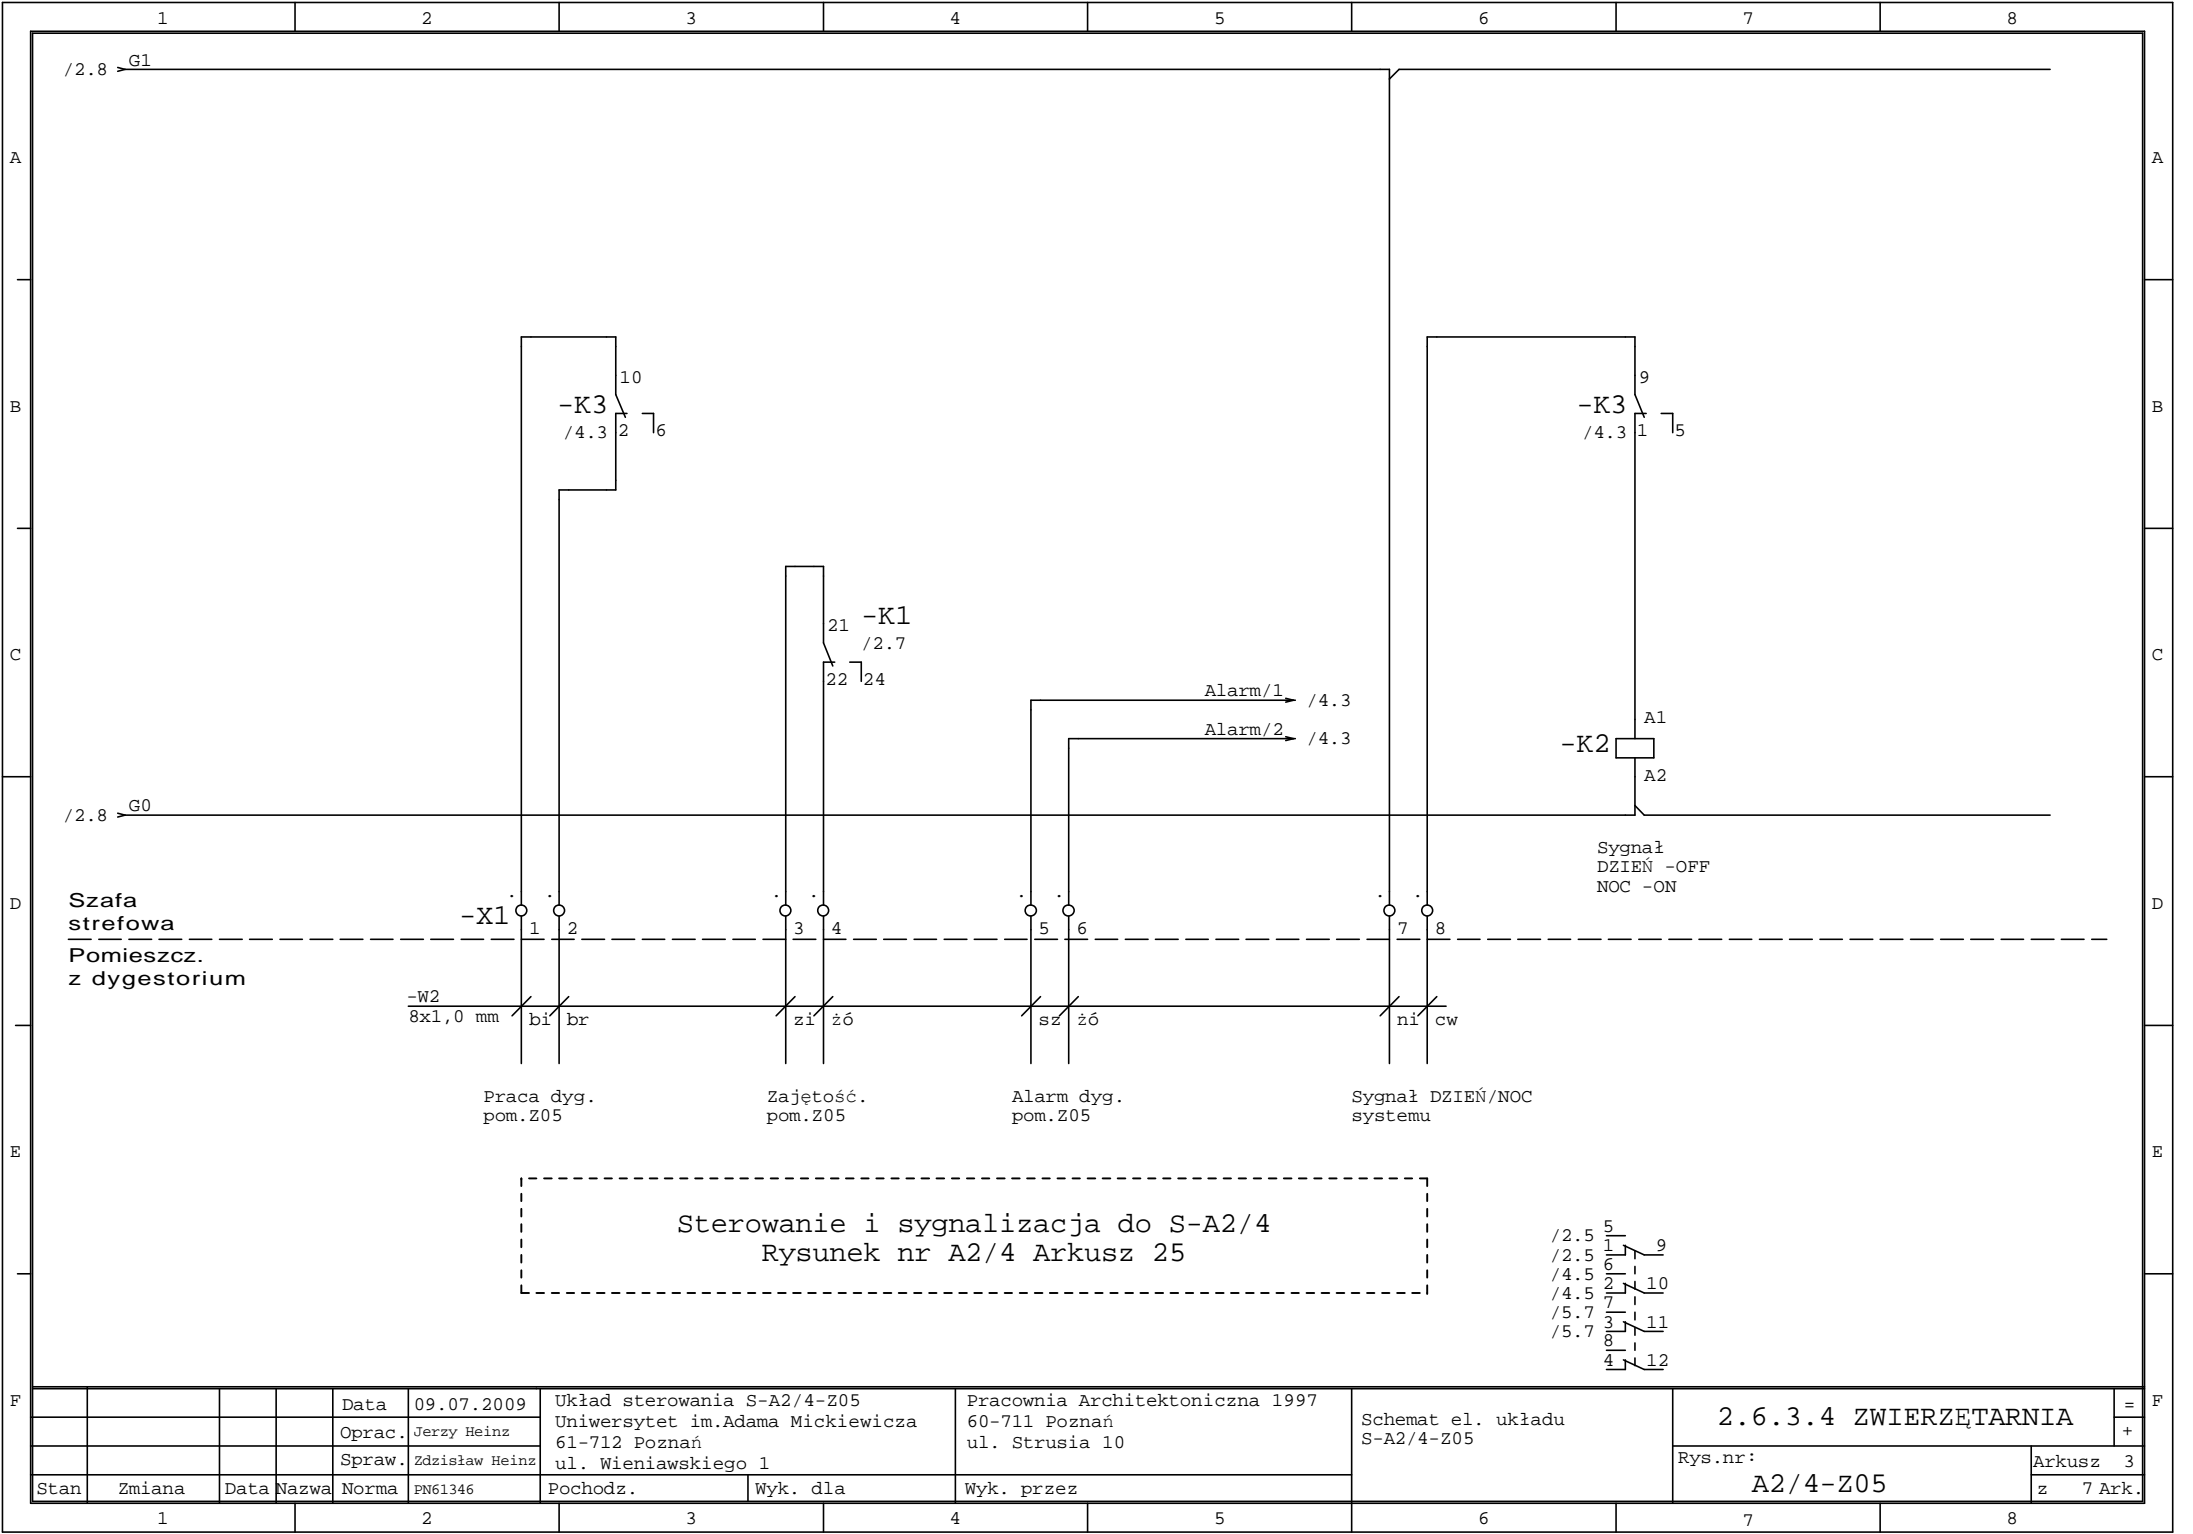 1 2 3 4 5 6 7 8
/2.8 G1
A A
10
-K3
/4.3 2 6
9
-K3
/4.3 1 5
B B
21 -K1
/2.7
22 24
C C
Alarm/1 /4.3
Alarm/2 /4.3
A1
-K2
A2
/2.8 G0
Sygnał
DZIEŃ -OFF
NOC -ON
D D
Szafa
strefowa
-X1 1 2 3 4 5 6 7 8
Pomieszcz.
z dygestorium
-W2
8x1,0 mm bi br zi żó sz żó ni cw
Praca dyg.
pom.Z05
Zajętość.
pom.Z05
Alarm dyg.
pom.Z05
Sygnał DZIEŃ/NOC
systemu
E E
Sterowanie i sygnalizacja do S-A2/4
Rysunek nr A2/4 Arkusz 25
/2.5 5
/2.5 1 9
/4.5 6
/4.5 2 10
/5.7 7
/5.7 3 11
8
4 12
F F
Data 09.07.2009
Oprac. Jerzy Heinz
Spraw. Zdzisław Heinz
Stan Zmiana Data Nazwa Norma PN61346
Układ sterowania S-A2/4-Z05
Uniwersytet im.Adama Mickiewicza
61-712 Poznań
ul. Wieniawskiego 1
Pochodz. Wyk. dla
Pracownia Architektoniczna 1997
60-711 Poznań
ul. Strusia 10
Wyk. przez
Schemat el. układu
S-A2/4-Z05
2.6.3.4 ZWIERZĘTARNIA
=
+
Rys.nr:
A2/4-Z05
Arkusz 3
z 7 Ark.
1 2 3 4 5 6 7 8